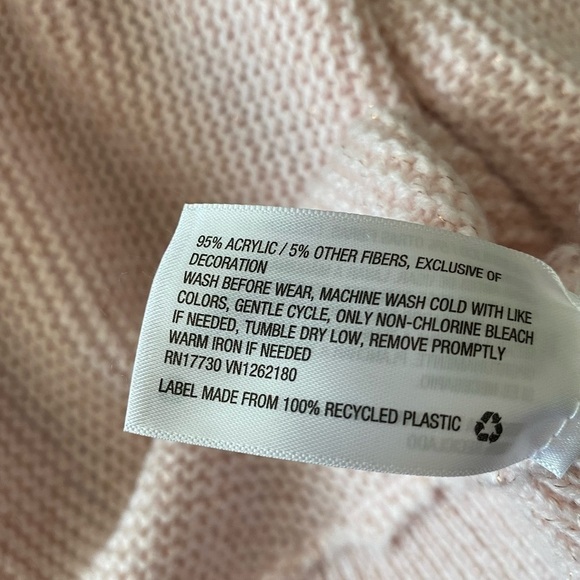 95% ACRYLIC / 5% OTHER FIBERS, EXCLUSIVE OF
DECORATION
WASH BEFORE WEAR, MACHINE WASH COLD WITH LIKE
COLORS, GENTLE CYCLE, ONLY NON-CHLORINE BLEACH
IF NEEDED, TUMBLE DRY LOW, REMOVE PROMPTLY
WARM IRON IF NEEDED
RN17730 VN1262180
LABEL MADE FROM 100% RECYCLED PLASTIC